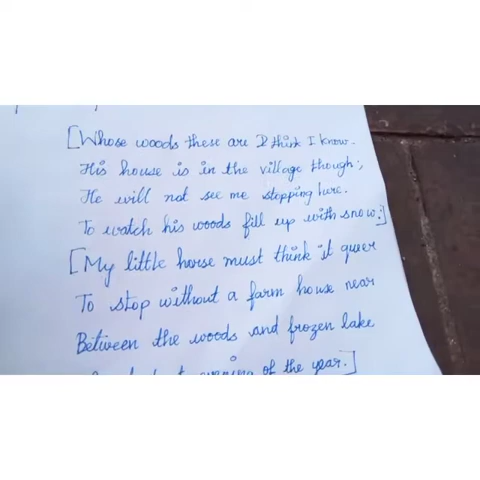 [Whose woods these are I think I know.
His house is in the village though;
He will not see me stopping here.
To watch his woods fill up with snow:]
[My little horse must think it queer
To stop without a farm house near
Between the woods and frozen lake
evening of the year.]